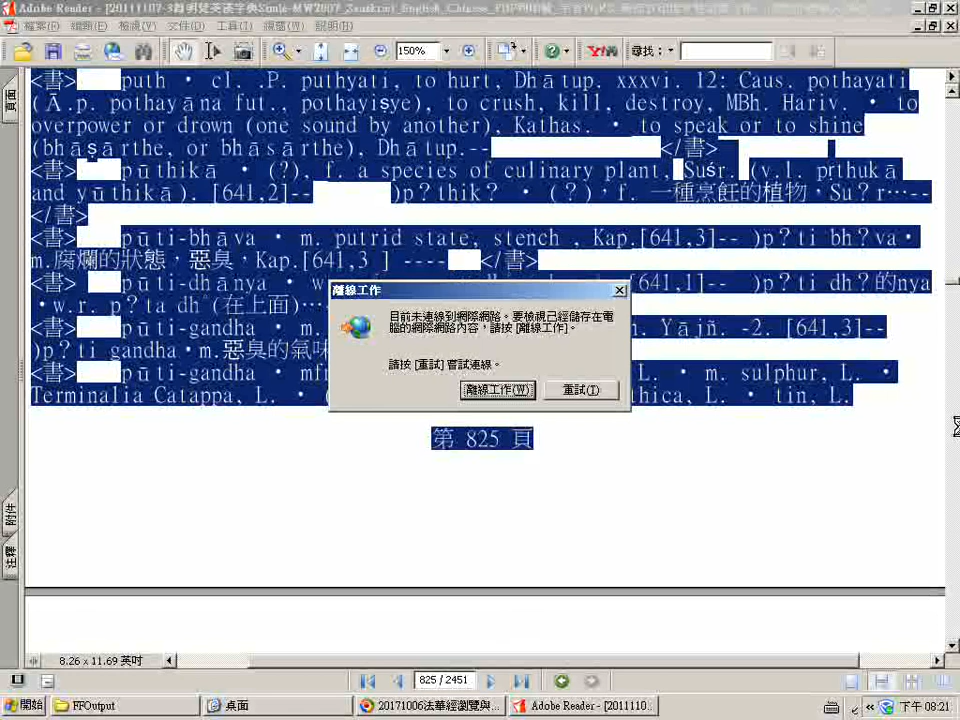 Adobe Reader - [20111107-3
檔案(F) 編輯(E) 檢視(V) 文件(D) 工具(T) 視窗(W) 說明(H)
150% 尋找：
頁面
<書> puth • cl. .P. puthyati, to hurt, Dhātup. xxxvi. 12: Caus. pothayati
(Ā.p. pothayāna fut., pothayiṣye), to crush, kill, destroy, MBh. Hariv. • to
overpower or drown (one sound by another), Kathas. • to speak or to shine
(bhāṣārthe, or bhāsārthe), Dhātup.-- </書>
<書> pūthikā • (?), f. a species of culinary plant, Suśr. (v.l. pṛthukā
and yūthikā). [641,2]-- )p?thik? • (?), f. 一種烹飪的植物，Su?r…--
</書>
<書> pūti-bhāva • m. putrid state, stench , Kap.[641,3]-- )p?ti bh?va•
m.腐爛的狀態，惡臭，Kap.[641,3 ] ---- </書>
<書> pūti-dhānya [641,1]-- )p?ti dh?的nya
•w.r. p?ta dh°(在上面)…
<書> pūti-gandha • m. Yājñ. -2. [641,3]--
)p?ti gandha•m.惡臭的氣味
<書> pūti-gandha • mfn L. • m. sulphur, L. •
Terminalia Catappa, L. • thica, L. • tin, L.
第 825 頁
離線工作
目前未連線到網際網路。要檢視已經儲存在電
腦的網際網路內容，請按 [離線工作]。
請按 [重試] 嘗試連線。
離線工作(W) 重試(T)
附件
注釋
8.26 x 11.69 英吋
825 / 2451
開始 FFOutput 桌面 20171006法華經瀏覽與... Adobe Reader - [2011110... 下午 08:21